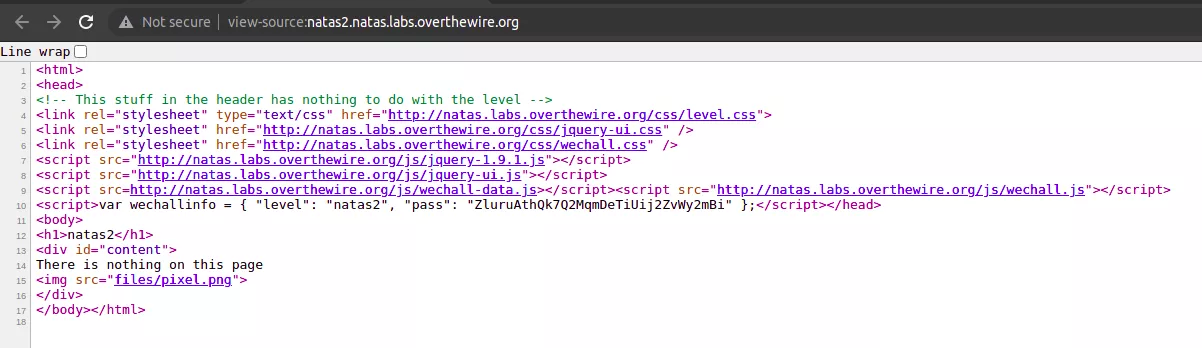 Not secure | view-source:natas2.natas.labs.overthewire.org
Line wrap
1 <html>
2 <head>
3 <!-- This stuff in the header has nothing to do with the level -->
4 <link rel="stylesheet" type="text/css" href="http://natas.labs.overthewire.org/css/level.css">
5 <link rel="stylesheet" href="http://natas.labs.overthewire.org/css/jquery-ui.css" />
6 <link rel="stylesheet" href="http://natas.labs.overthewire.org/css/wechall.css" />
7 <script src="http://natas.labs.overthewire.org/js/jquery-1.9.1.js"></script>
8 <script src="http://natas.labs.overthewire.org/js/jquery-ui.js"></script>
9 <script src=http://natas.labs.overthewire.org/js/wechall-data.js></script><script src="http://natas.labs.overthewire.org/js/wechall.js"></script>
10 <script>var wechallinfo = { "level": "natas2", "pass": "ZluruAthQk7Q2MqmDeTiUij2ZvWy2mBi" };</script></head>
11 <body>
12 <h1>natas2</h1>
13 <div id="content">
14 There is nothing on this page
15 <img src="files/pixel.png">
16 </div>
17 </body></html>
18